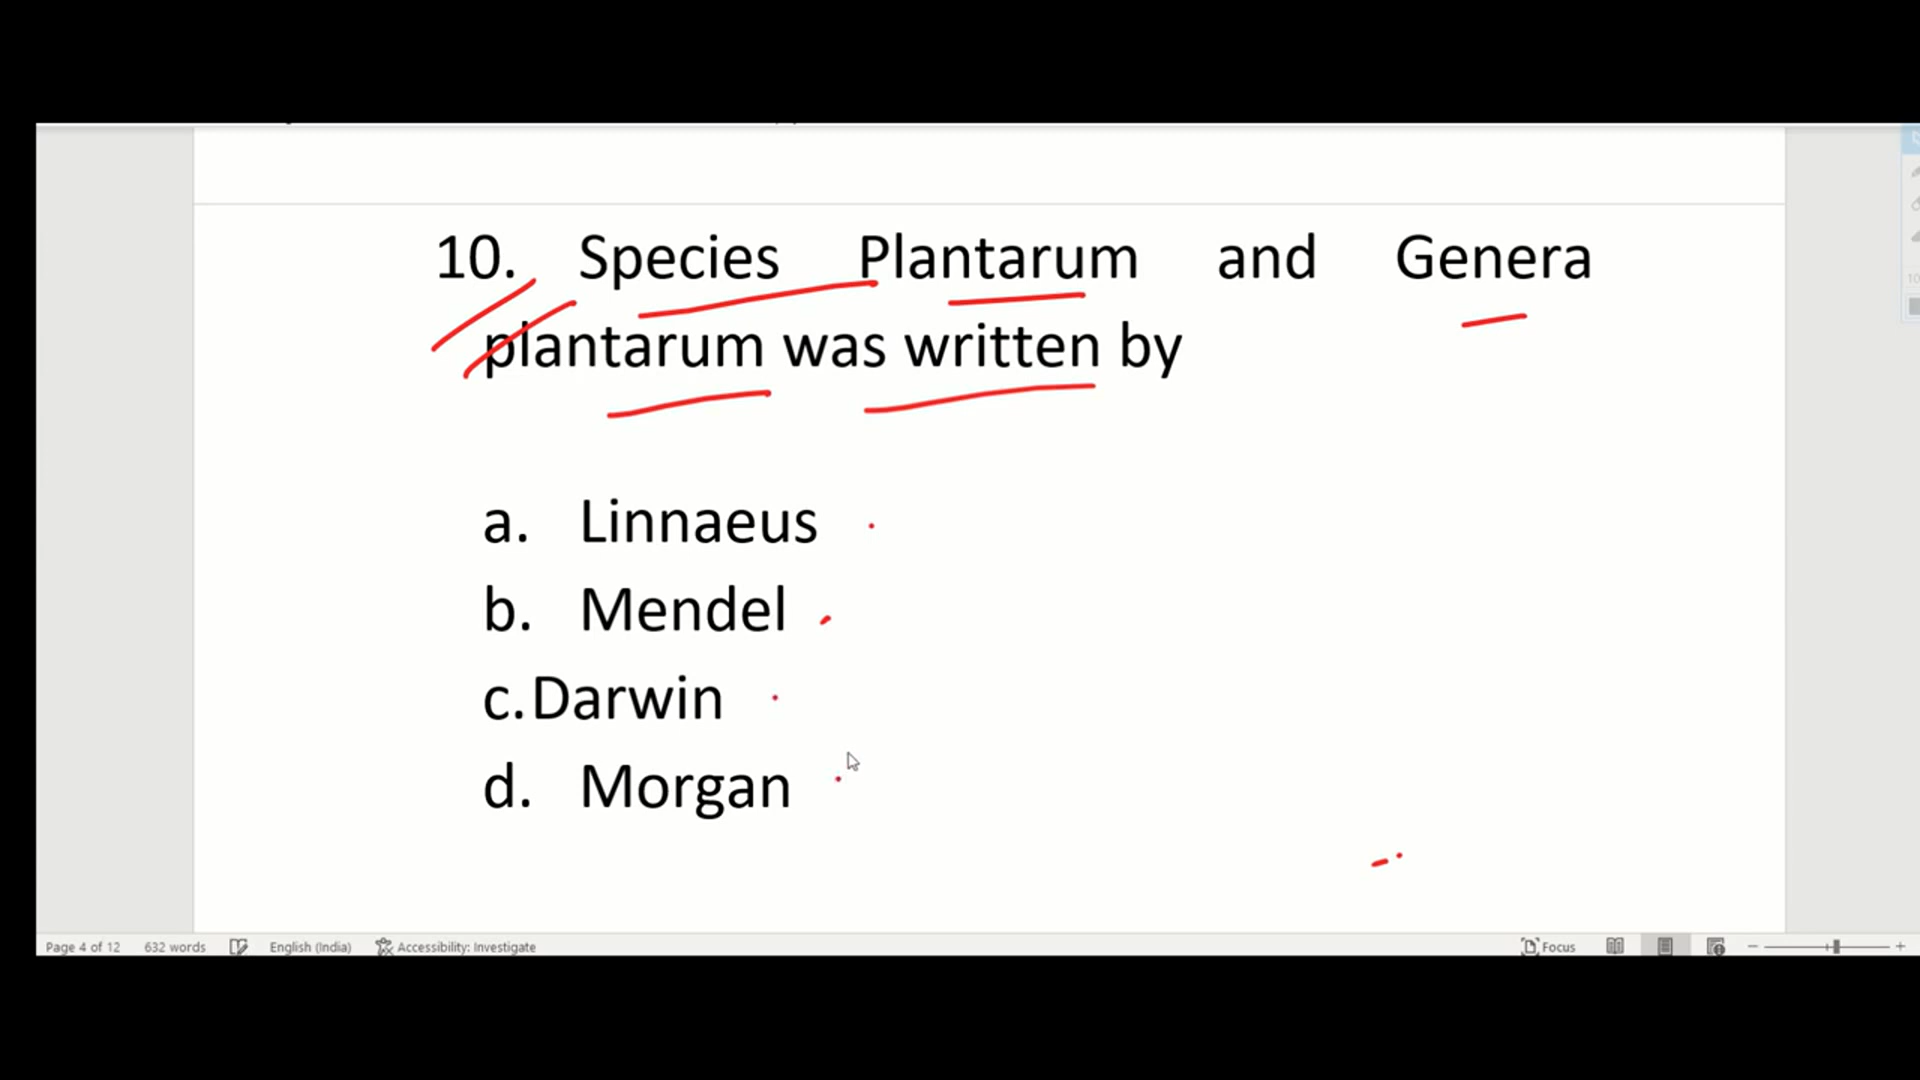 10. Species Plantarum and Genera
plantarum was written by
a. Linnaeus
b. Mendel
c. Darwin
d. Morgan
Page 4 of 12 632 words English (India) Accessibility: Investigate Focus